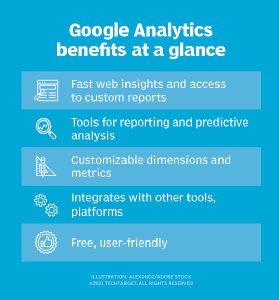 Google Analytics
benefits at a glance
Fast web insights and access
to custom reports
Tools for reporting and predictive
analysis
Customizable dimensions and
metrics
Integrates with other tools,
platforms
Free, user-friendly
ILLUSTRATION: ALEXDNDZ/ADOBE STOCK
©2021 TECHTARGET. ALL RIGHTS RESERVED